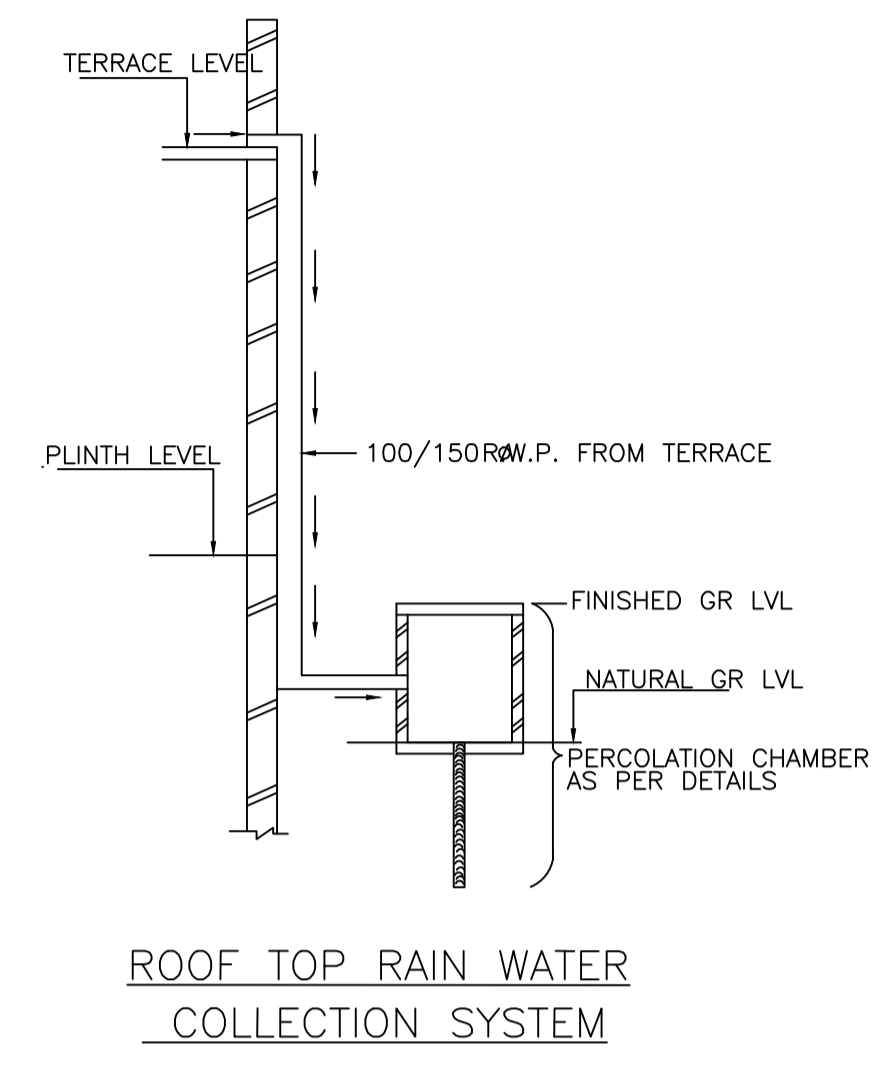 TERRACE LEVEL
PLINTH LEVEL
100/150 R.W.P. FROM TERRACE
FINISHED GR LVL
NATURAL GR LVL
PERCOLATION CHAMBER
AS PER DETAILS
ROOF TOP RAIN WATER
COLLECTION SYSTEM